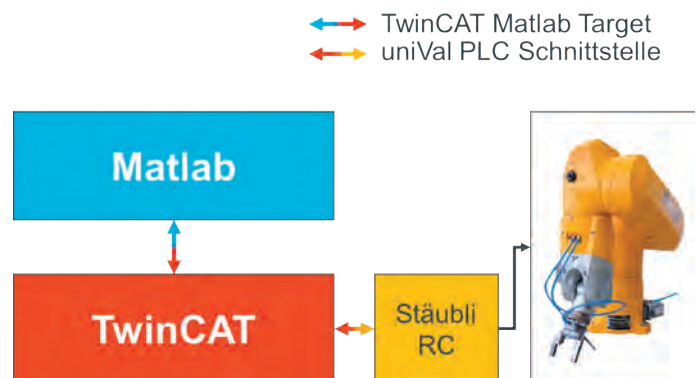 TwinCAT Matlab Target
uniVal PLC Schnittstelle
Matlab
TwinCAT
Stäubli
RC